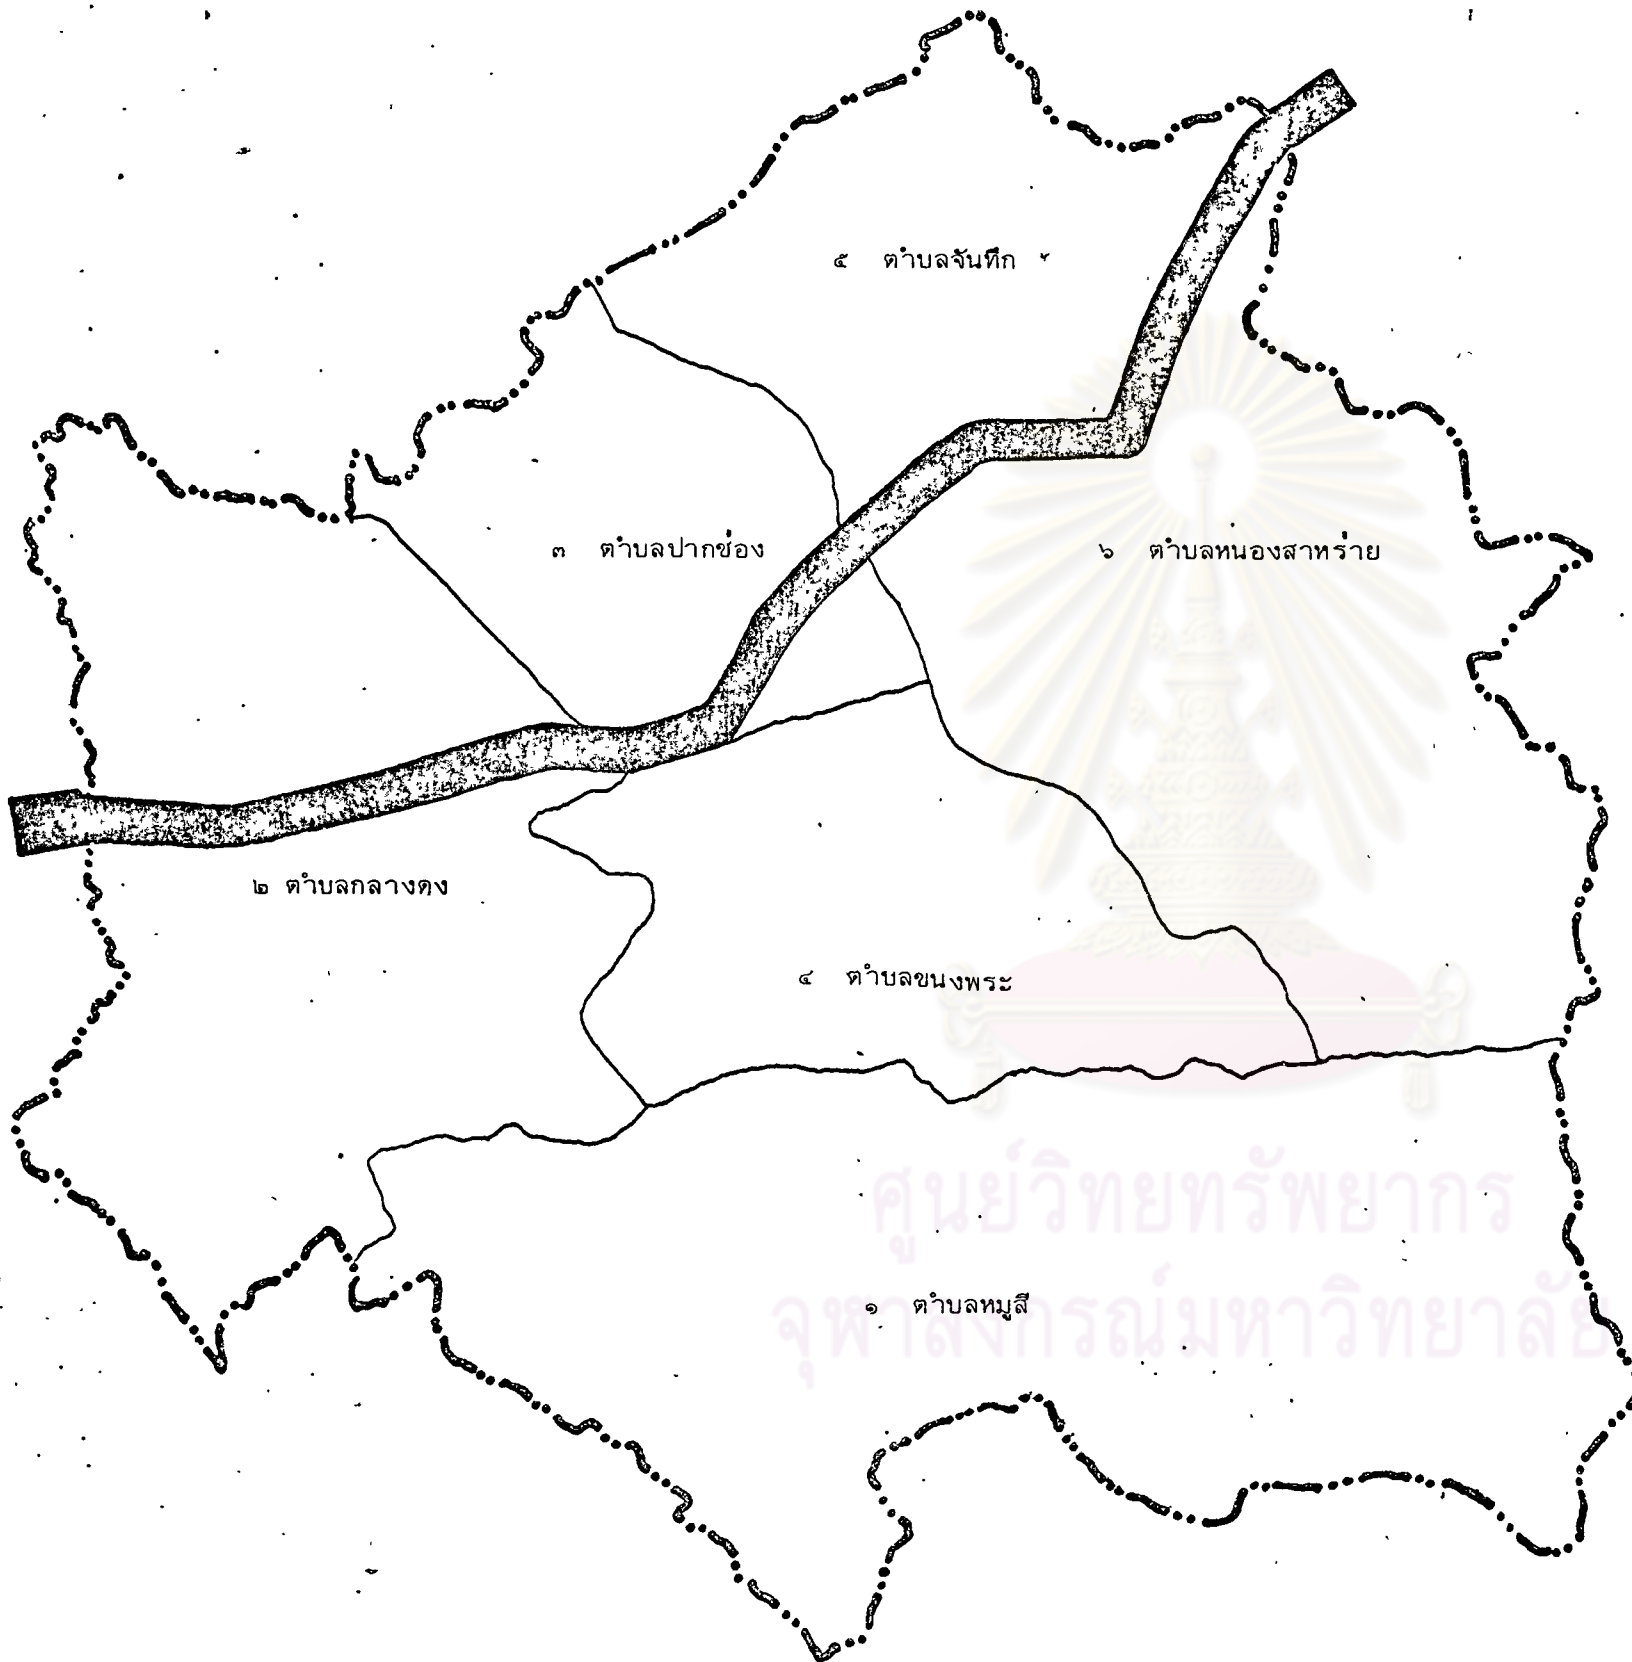 ๕ ตำบลจันทึก
๓ ตำบลปากช่อง
๖ ตำบลหนองสาหร่าย
๒ ตำบลกลางดง
๔ ตำบลขนงพระ
ศูนย์วิทยทรัพยากร
๑ ตำบลหมูสี
จุฬาลงกรณ์มหาวิทยาลัย